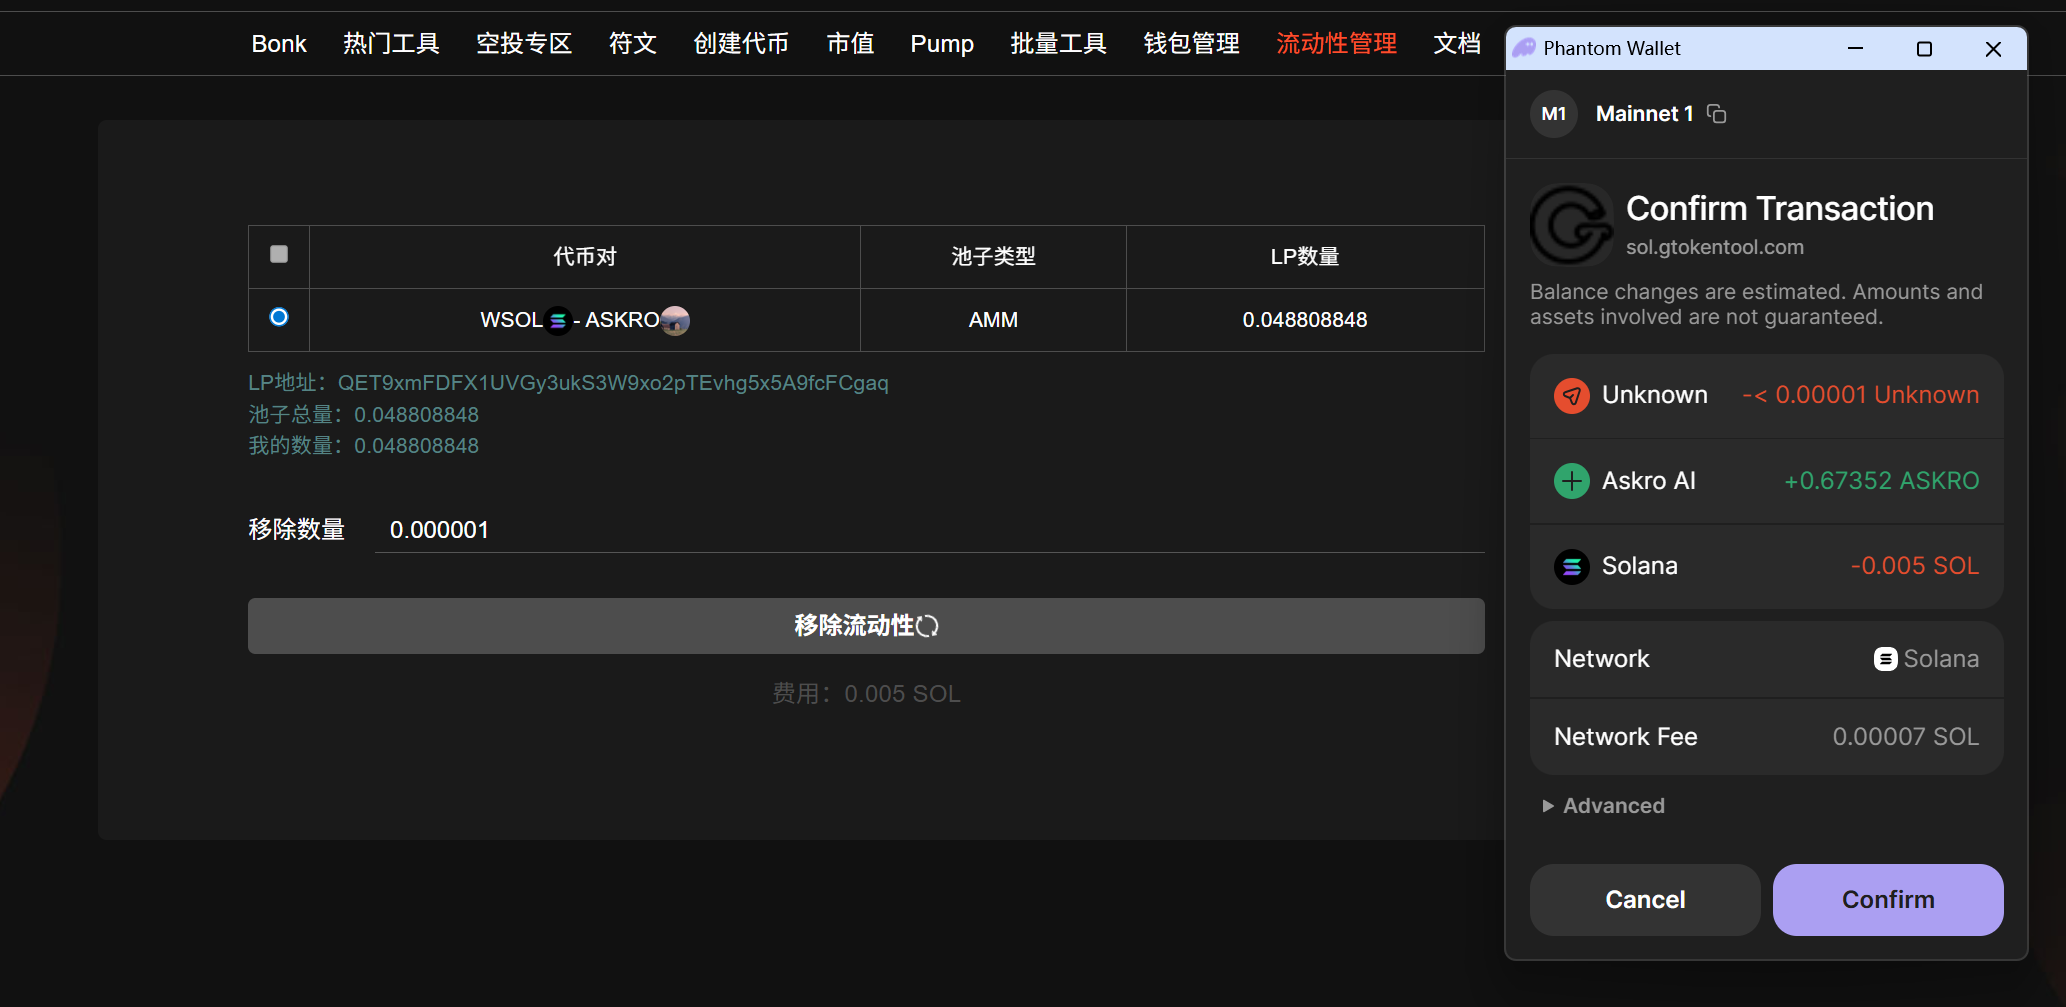 Bonk 热门工具 空投专区 符文 创建代币 市值 Pump 批量工具 钱包管理 流动性管理 文档
代币对 池子类型 LP数量
WSOL - ASKRO AMM 0.048808848
LP地址：QET9xmFDFX1UVGy3ukS3W9xo2pTEvhg5x5A9fcFCgaq
池子总量：0.048808848
我的数量：0.048808848
移除数量 0.000001
移除流动性
费用：0.005 SOL
Phantom Wallet
M1 Mainnet 1
Confirm Transaction
sol.gtokentool.com
Balance changes are estimated. Amounts and
assets involved are not guaranteed.
Unknown -< 0.00001 Unknown
Askro AI +0.67352 ASKRO
Solana -0.005 SOL
Network Solana
Network Fee 0.00007 SOL
Advanced
Cancel Confirm